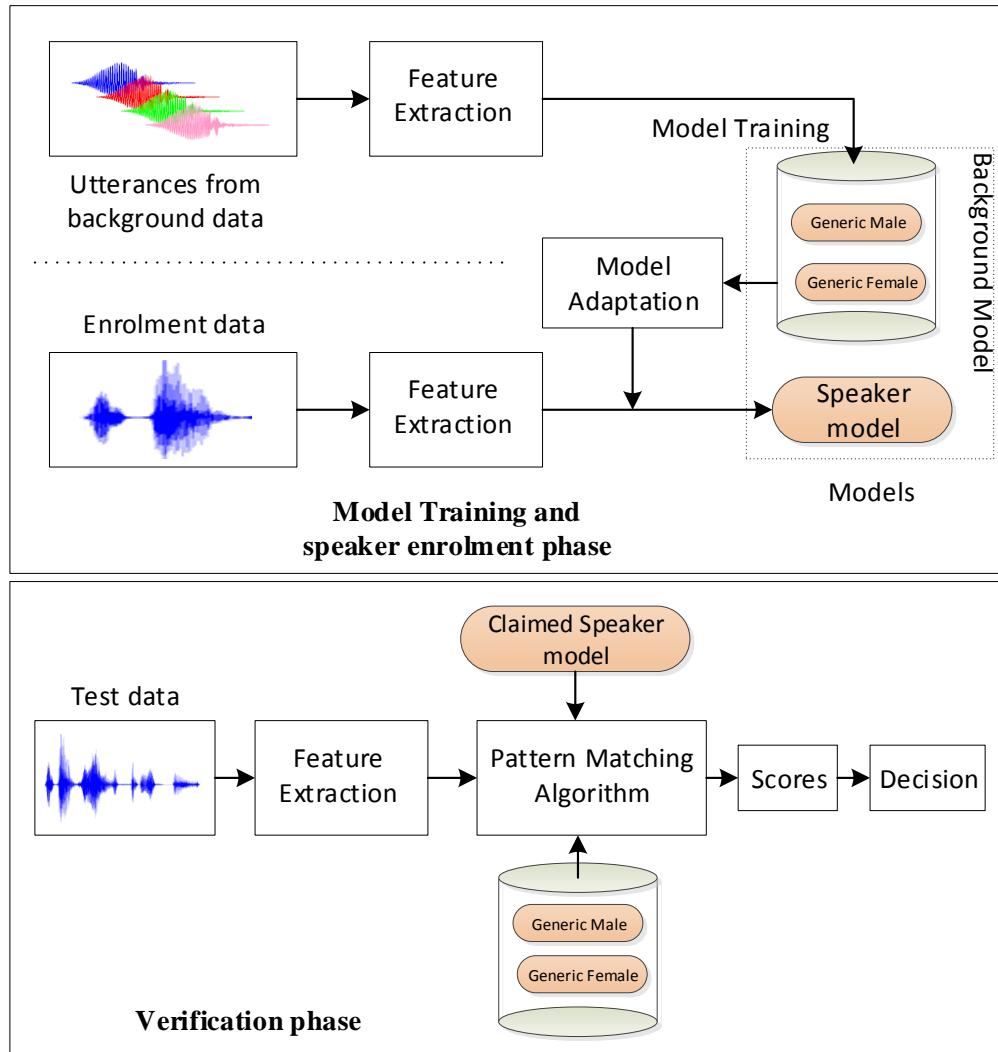 Feature
Extraction
Model Training
Utterances from
background data
Background Model
Generic Male
Generic Female
Model
Adaptation
Enrolment data
Feature
Extraction
Speaker
model
Models
Model Training and
speaker enrolment phase
Claimed Speaker
model
Test data
Feature
Extraction
Pattern Matching
Algorithm
Scores
Decision
Generic Male
Generic Female
Verification phase